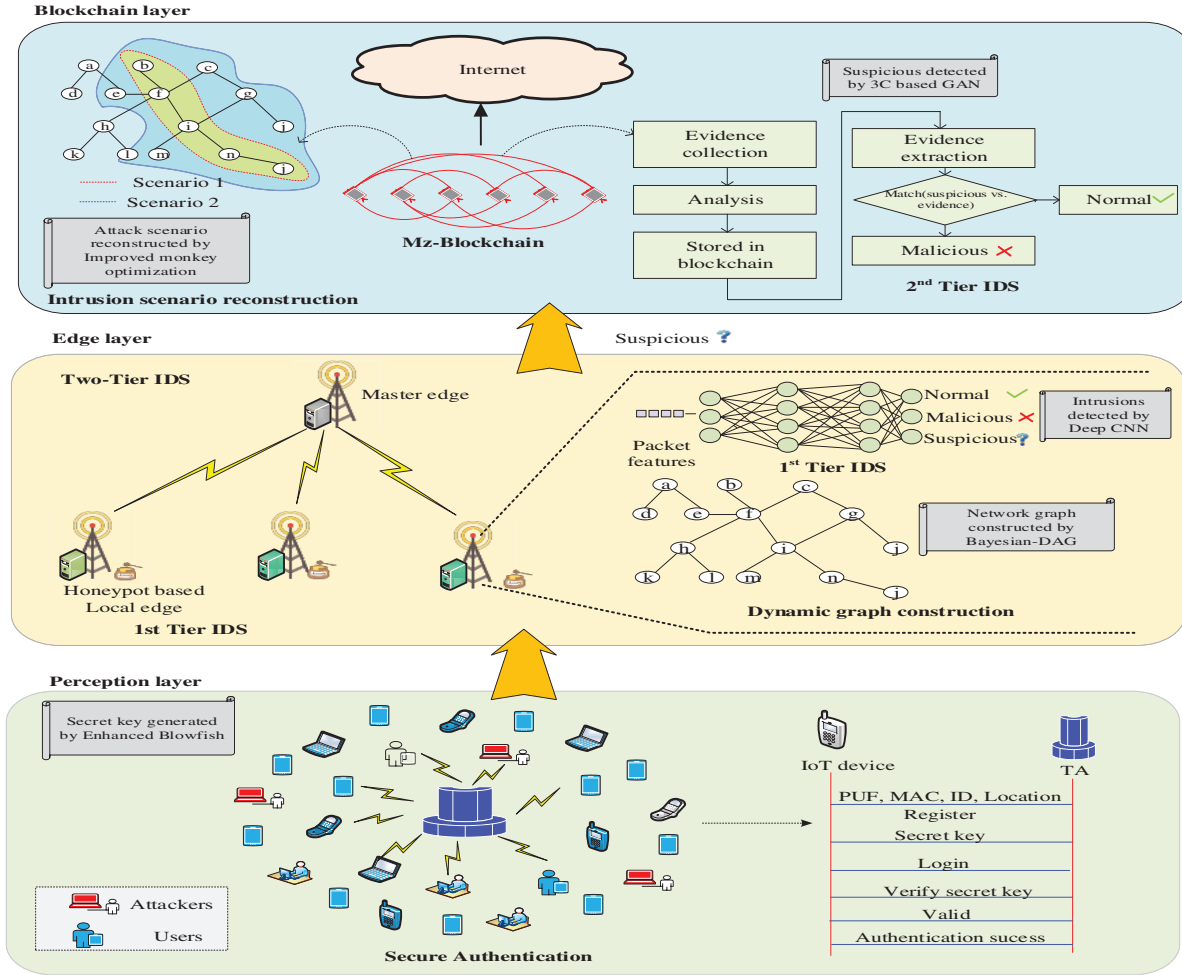 Blockchain layer
Internet
Suspicious detected
by 3C based GAN
a
b
c
d
e
f
g
h
i
j
k
l
m
n
j
Scenario 1
Scenario 2
Attack scenario
reconstructed by
Improved monkey
optimization
Intrusion scenario reconstruction
Mz-Blockchain
Evidence
collection
Analysis
Stored in
blockchain
Evidence
extraction
Match(suspicious vs.
evidence)
Normal
Malicious
2nd Tier IDS
Edge layer
Suspicious ?
Two-Tier IDS
Master edge
Honeypot based
Local edge
1st Tier IDS
Packet
features
Normal
Malicious
Suspicious?
1st Tier IDS
Intrusions
detected by
Deep CNN
a
b
c
d
e
f
g
h
i
j
k
l
m
n
j
Network graph
constructed by
Bayesian-DAG
Dynamic graph construction
Perception layer
Secret key generated
by Enhanced Blowfish
Attackers
Users
Secure Authentication
IoT device
TA
PUF, MAC, ID, Location
Register
Secret key
Login
Verify secret key
Valid
Authentication sucess